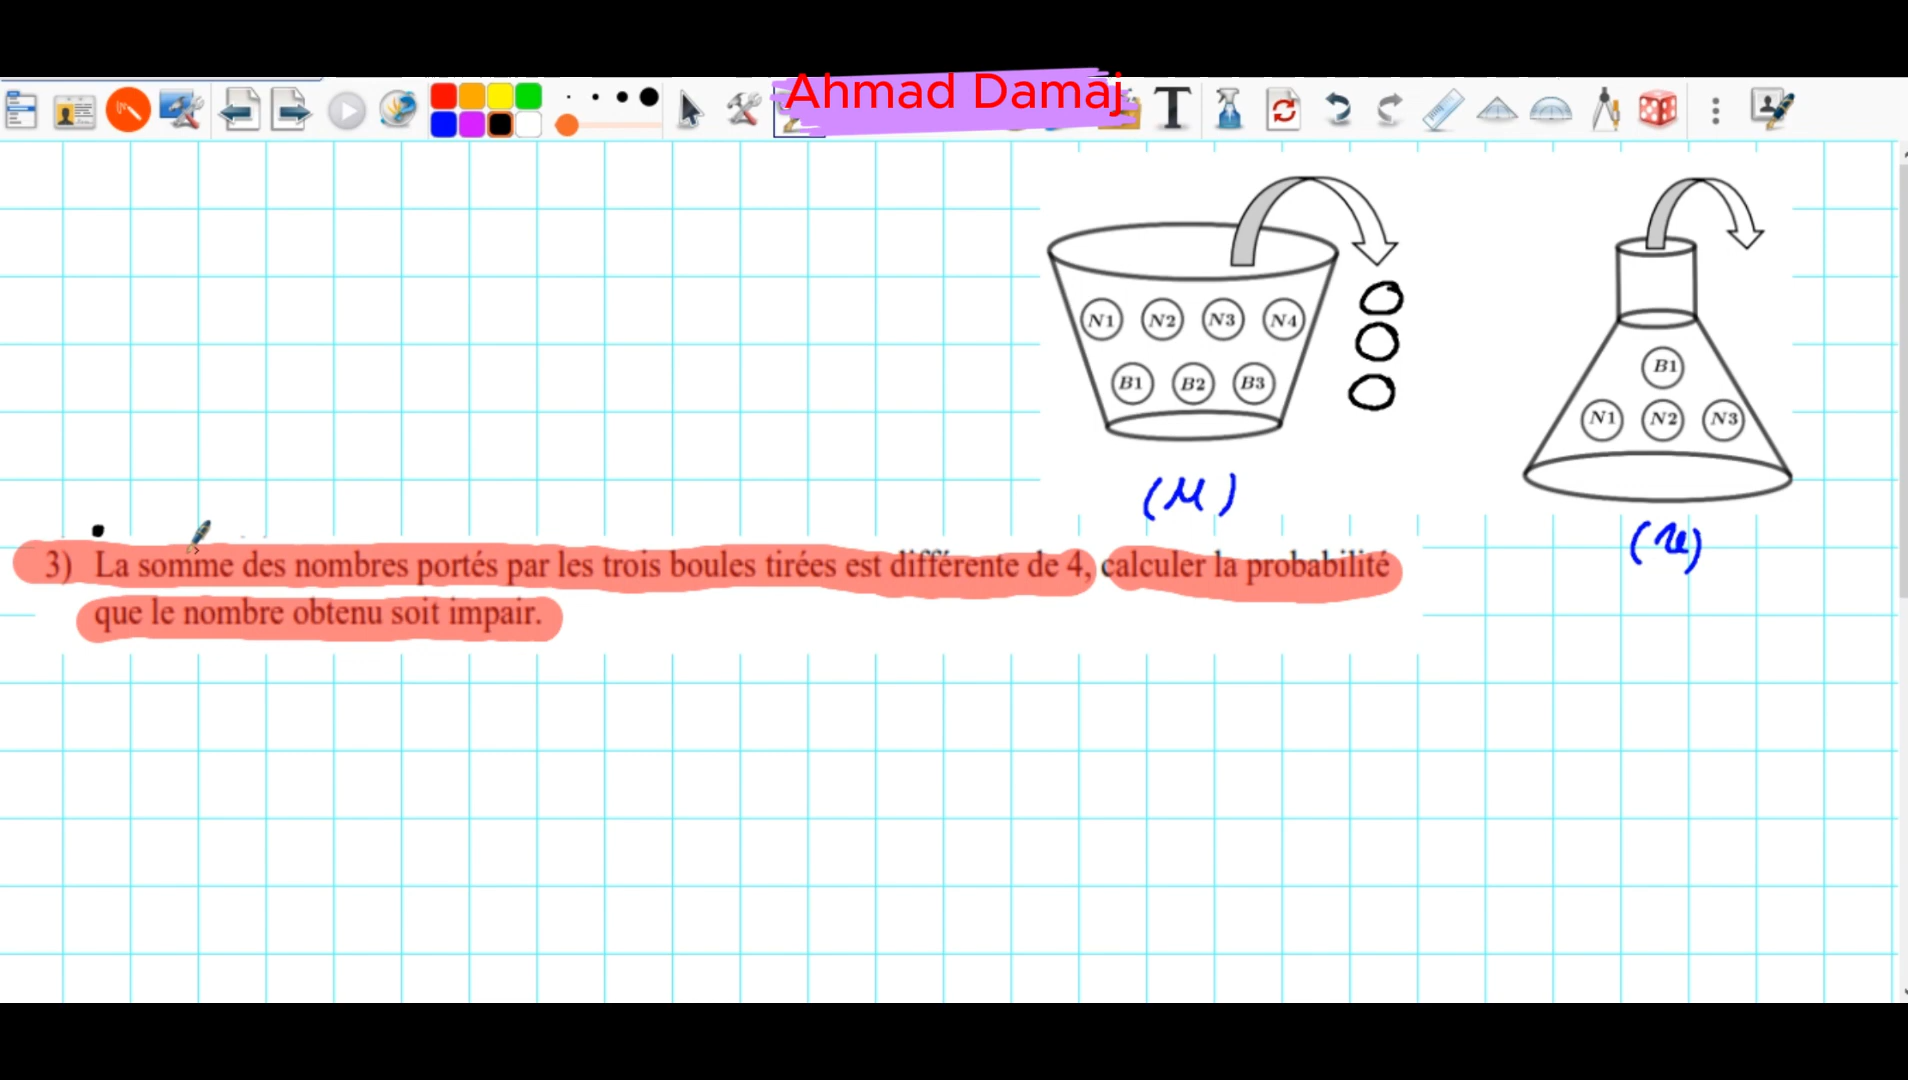 Ahmad Damaj
T
N1 N2 N3 N4
B1 B2 B3
(M)
B1
N1 N2 N3
3) La somme des nombres portés par les trois boules tirées est différente de 4, calculer la probabilité
que le nombre obtenu soit impair.